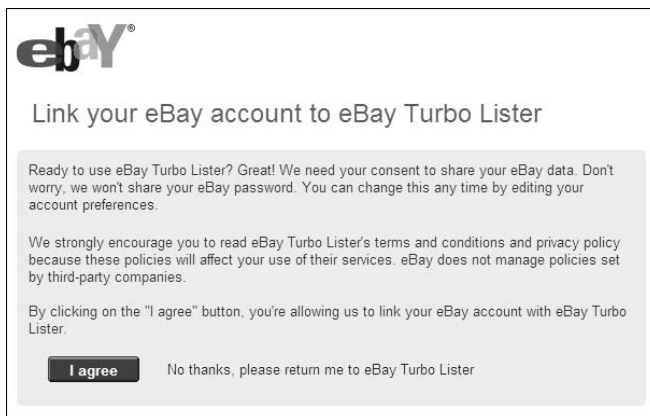 ebaY®
Link your eBay account to eBay Turbo Lister
Ready to use eBay Turbo Lister? Great! We need your consent to share your eBay data. Don't
worry, we won't share your eBay password. You can change this any time by editing your
account preferences.
We strongly encourage you to read eBay Turbo Lister's terms and conditions and privacy policy
because these policies will affect your use of their services. eBay does not manage policies set
by third-party companies.
By clicking on the "I agree" button, you're allowing us to link your eBay account with eBay Turbo
Lister.
I agree No thanks, please return me to eBay Turbo Lister